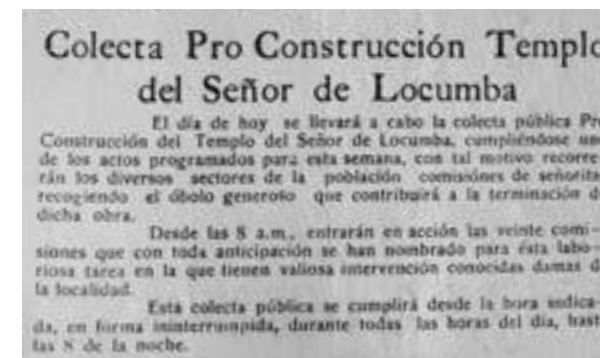 Colecta Pro Construcción Templo
del Señor de Locumba
El día de hoy se llevará a cabo la colecta pública Pro
Construcción del Templo del Señor de Locumba, cumpliéndose uno
de los actos programados para esta semana, con tal motivo recorre
rán los diversos sectores de la población comisiónes de señorita
recogiendo el óbolo generoso que contribuirá a la terminación d
dicha obra.
Desde las 8 a.m., entrarán en acción las veinte comi-
siones que con toda anticipación se han nombrado para ésta labo-
riosa tarea en la que tienen valiosa intervención conocidas damas d
la localidad.
Esta colecta pública se cumplirá desde la hora indica-
da, en forma ininterrumpida, durante todas las horas del día, hast
las 8 de la noche.